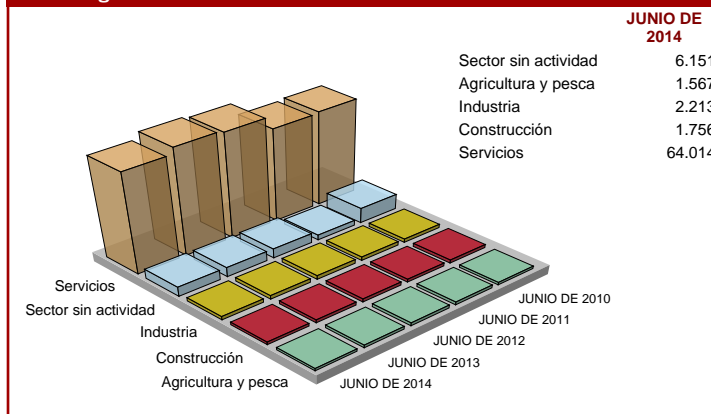 JUNIO DE
2014
Sector sin actividad 6.151
Agricultura y pesca 1.567
Industria 2.213
Construcción 1.756
Servicios 64.014
Servicios
Sector sin actividad
Industria
Construcción
Agricultura y pesca
JUNIO DE 2010
JUNIO DE 2011
JUNIO DE 2012
JUNIO DE 2013
JUNIO DE 2014